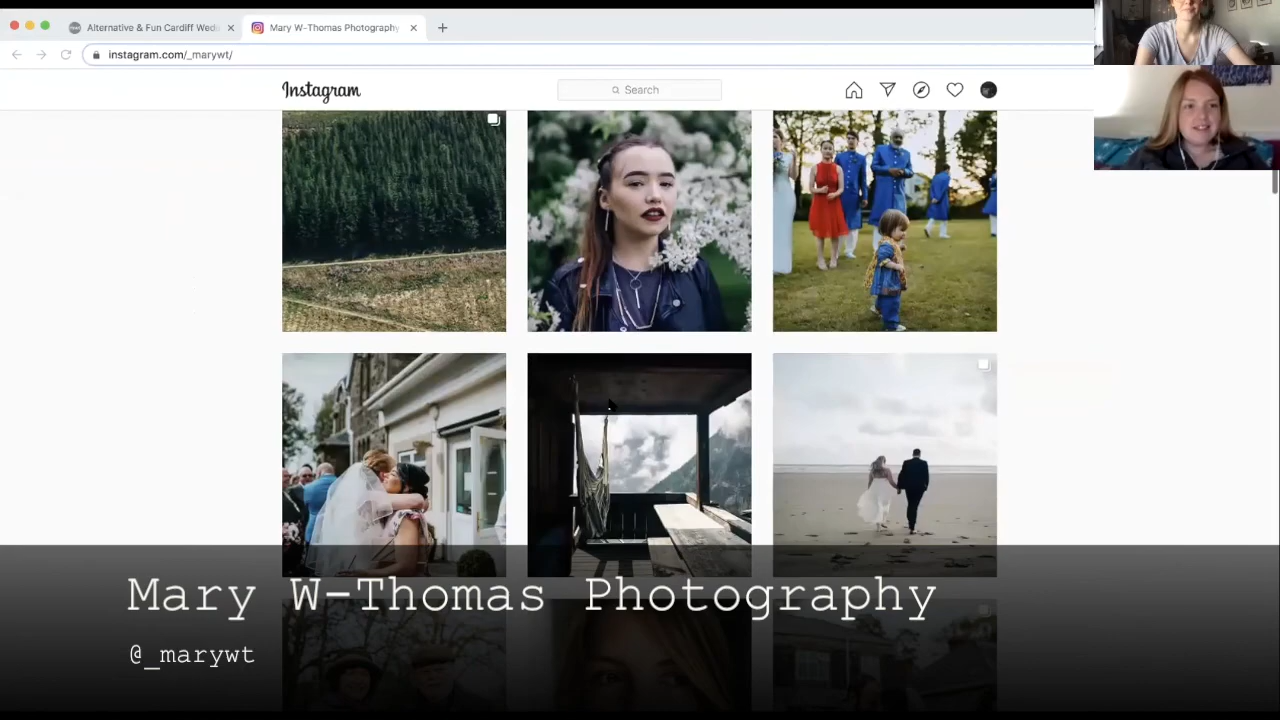 Alternative & Fun Cardiff Wed
Mary W-Thomas Photography
instagram.com/_marywt/
Instagram
Search
Mary W-Thomas Photography
@_marywt